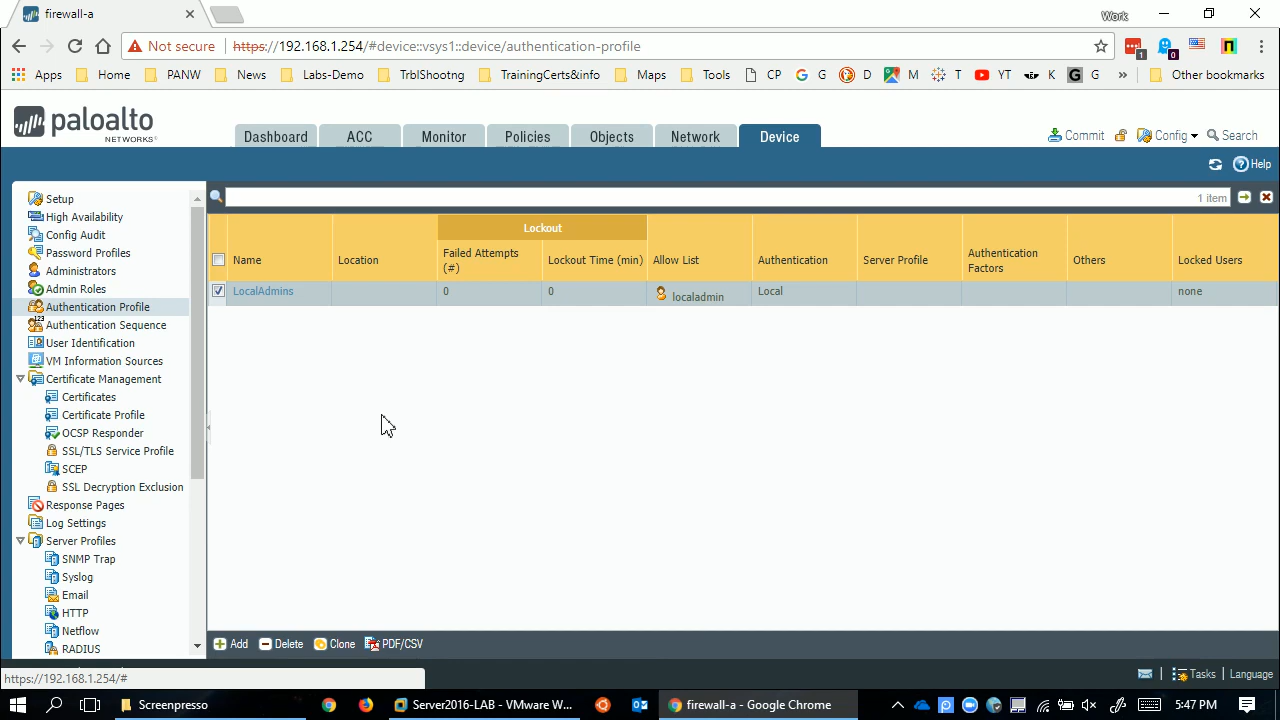 firewall-a
Work
Not secure https://192.168.1.254/#device::vsys1::device/authentication-profile
1 0
Apps Home PANW News Labs-Demo TrblShootng TrainingCerts&info Maps Tools CP G D M T YT K G » Other bookmarks
paloalto NETWORKS
Dashboard ACC Monitor Policies Objects Network Device
Commit Config Search
Help
Setup
High Availability
Config Audit
Password Profiles
Administrators
Admin Roles
Authentication Profile
Authentication Sequence
User Identification
VM Information Sources
Certificate Management
Certificates
Certificate Profile
OCSP Responder
SSL/TLS Service Profile
SCEP
SSL Decryption Exclusion
Response Pages
Log Settings
Server Profiles
SNMP Trap
Syslog
Email
HTTP
Netflow
RADIUS
1 item
Lockout
Name Location Failed Attempts (#) Lockout Time (min) Allow List Authentication Server Profile Authentication Factors Others Locked Users
LocalAdmins 0 0 localadmin Local none
Add Delete Clone PDF/CSV
https://192.168.1.254/#
Tasks Language
Screenpresso Server2016-LAB - VMware W... firewall-a - Google Chrome 5:47 PM